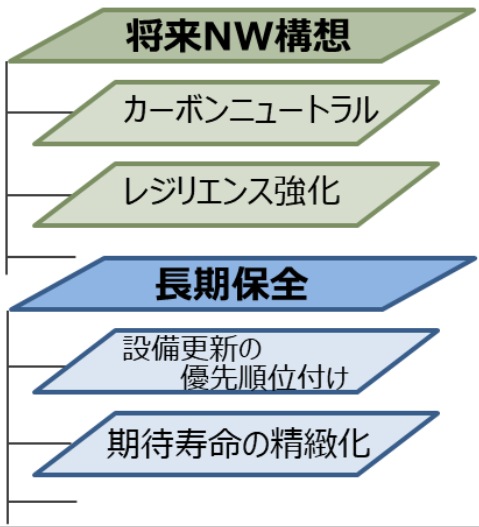 将来NW構想
カーボンニュートラル
レジリエンス強化
長期保全
設備更新の
優先順位付け
期待寿命の精緻化